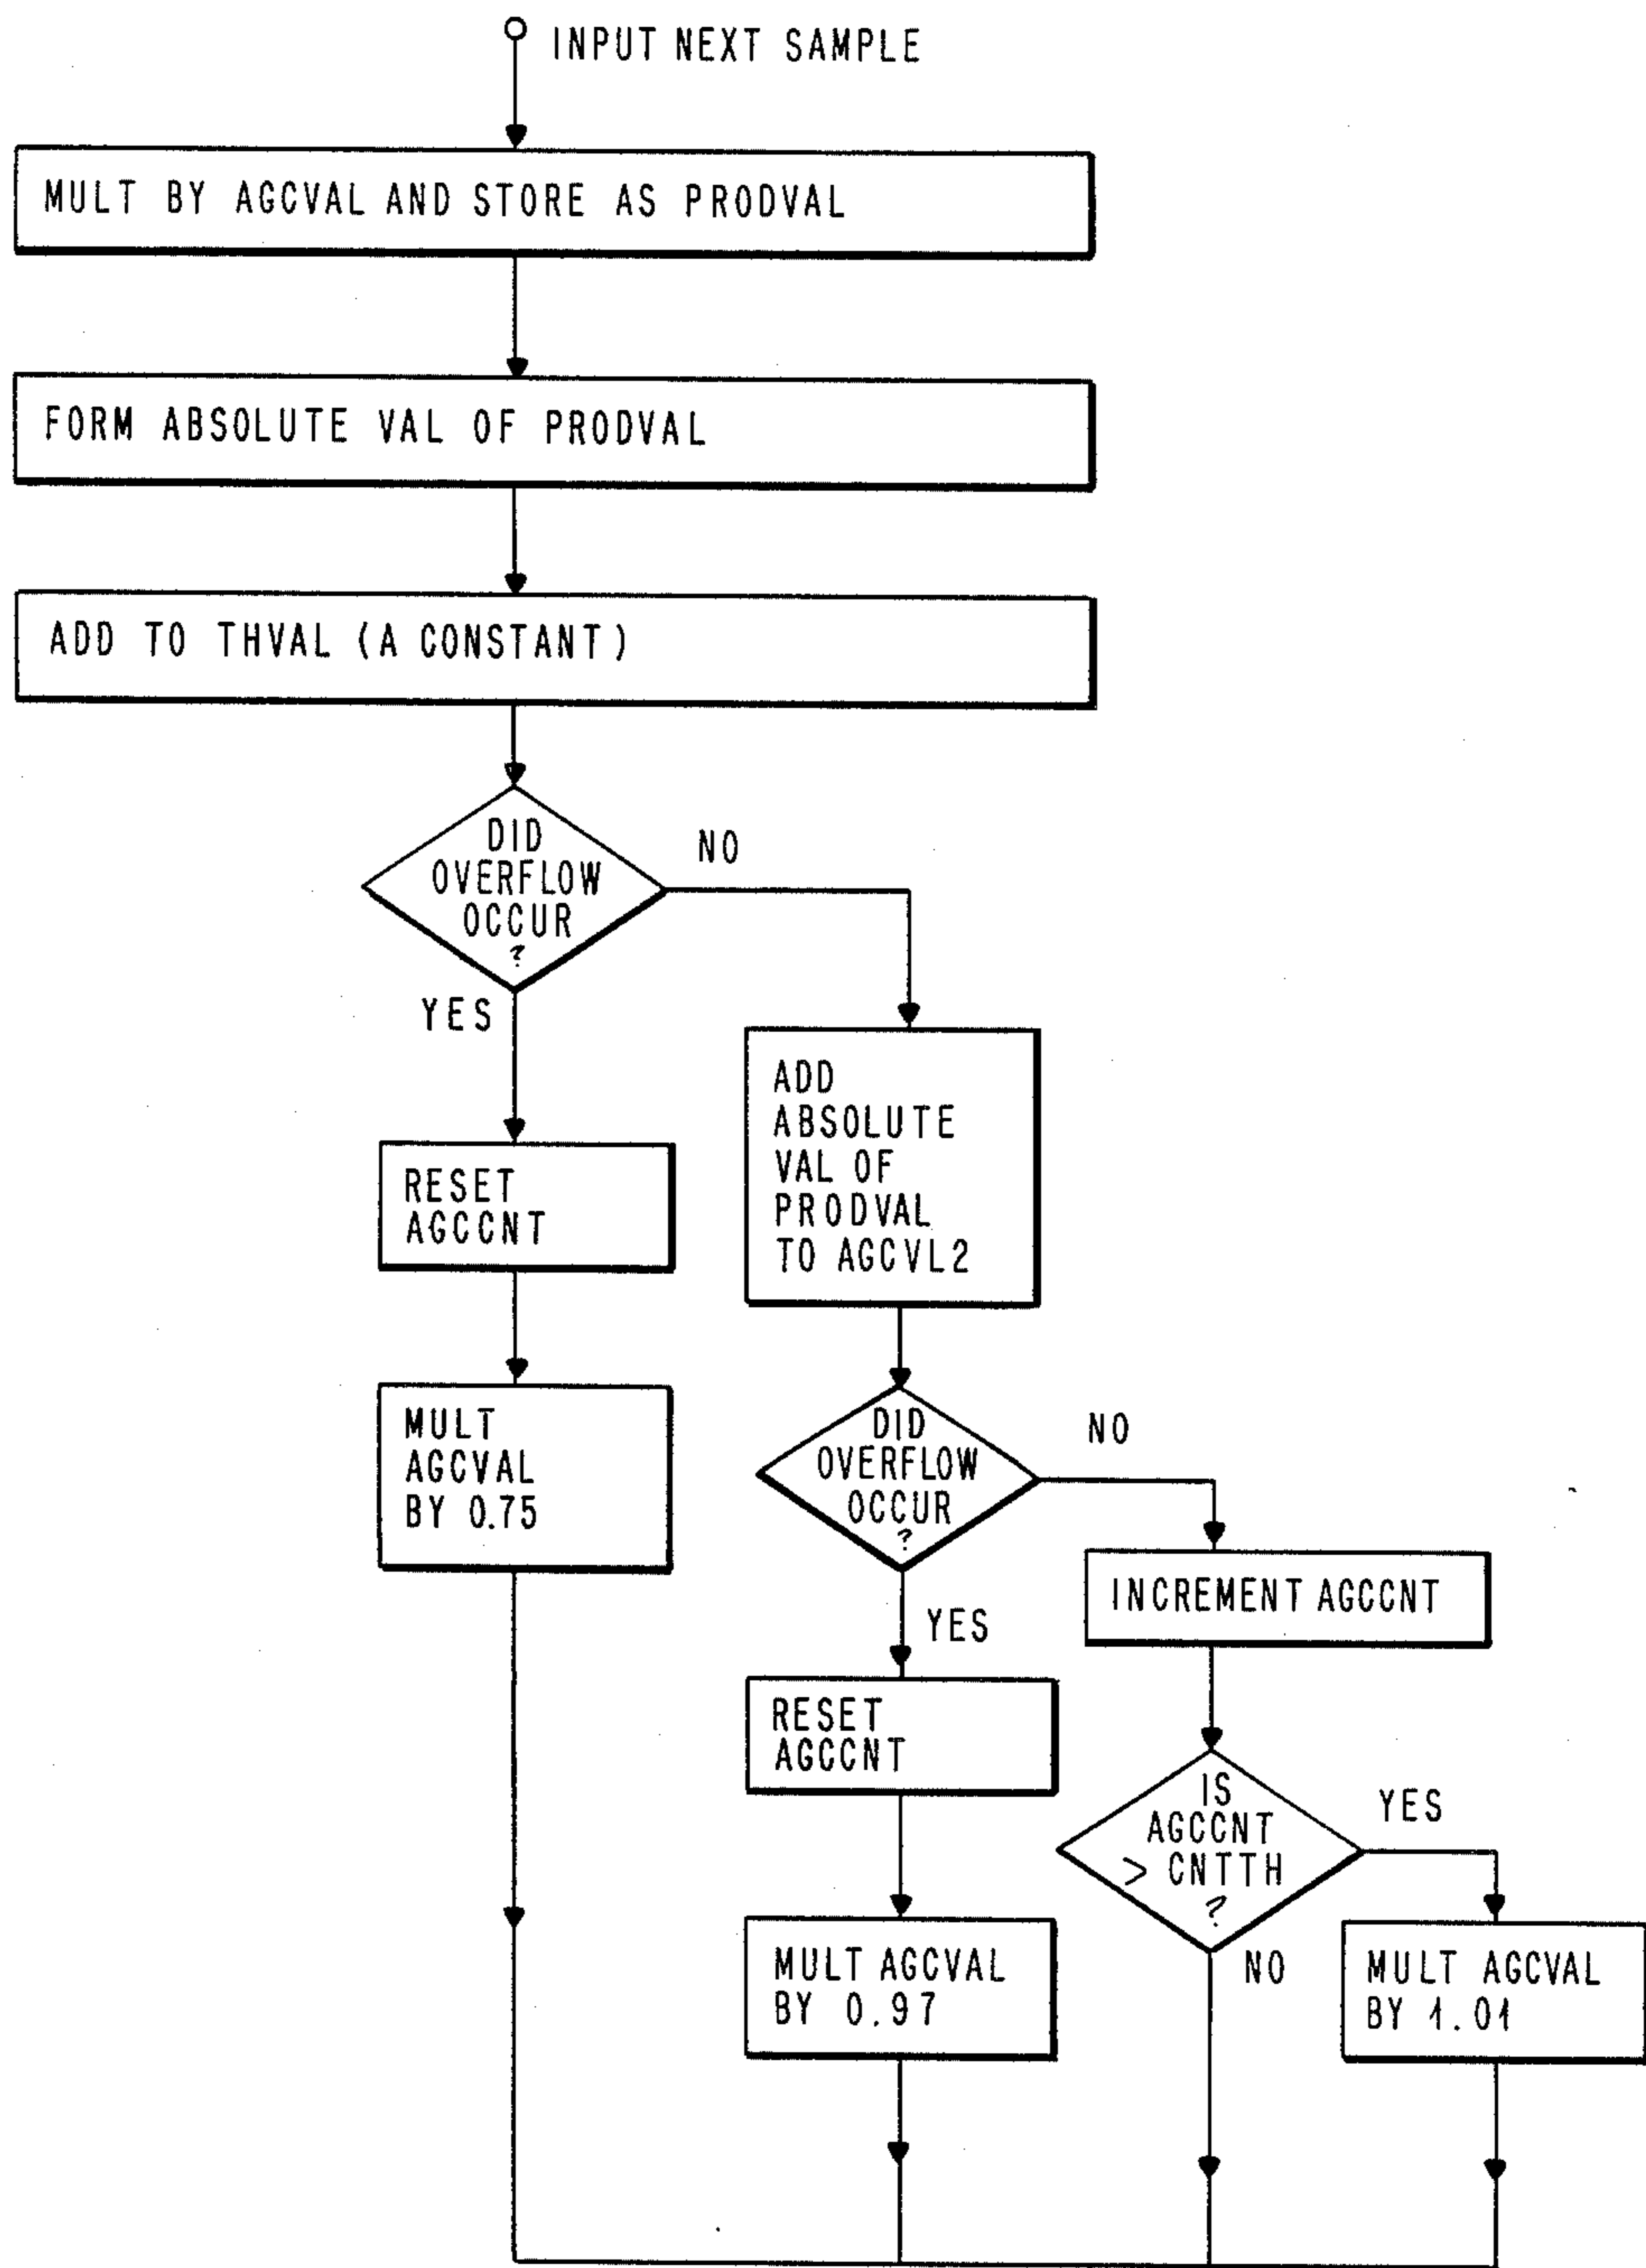 INPUT NEXT SAMPLE
MULT BY AGCVAL AND STORE AS PRODVAL
FORM ABSOLUTE VAL OF PRODVAL
ADD TO THVAL (A CONSTANT)
DID
OVERFLOW
OCCUR
?
NO
YES
ADD
ABSOLUTE
VAL OF
PRODVAL
TO AGCVL2
RESET
AGCCNT
MULT
AGCVAL
BY 0.75
DID
OVERFLOW
OCCUR
?
NO
YES
INCREMENT AGCCNT
RESET
AGCCNT
IS
AGCCNT
> CNTTH
?
YES
NO
MULT AGCVAL
BY 0.97
MULT AGCVAL
BY 1.01